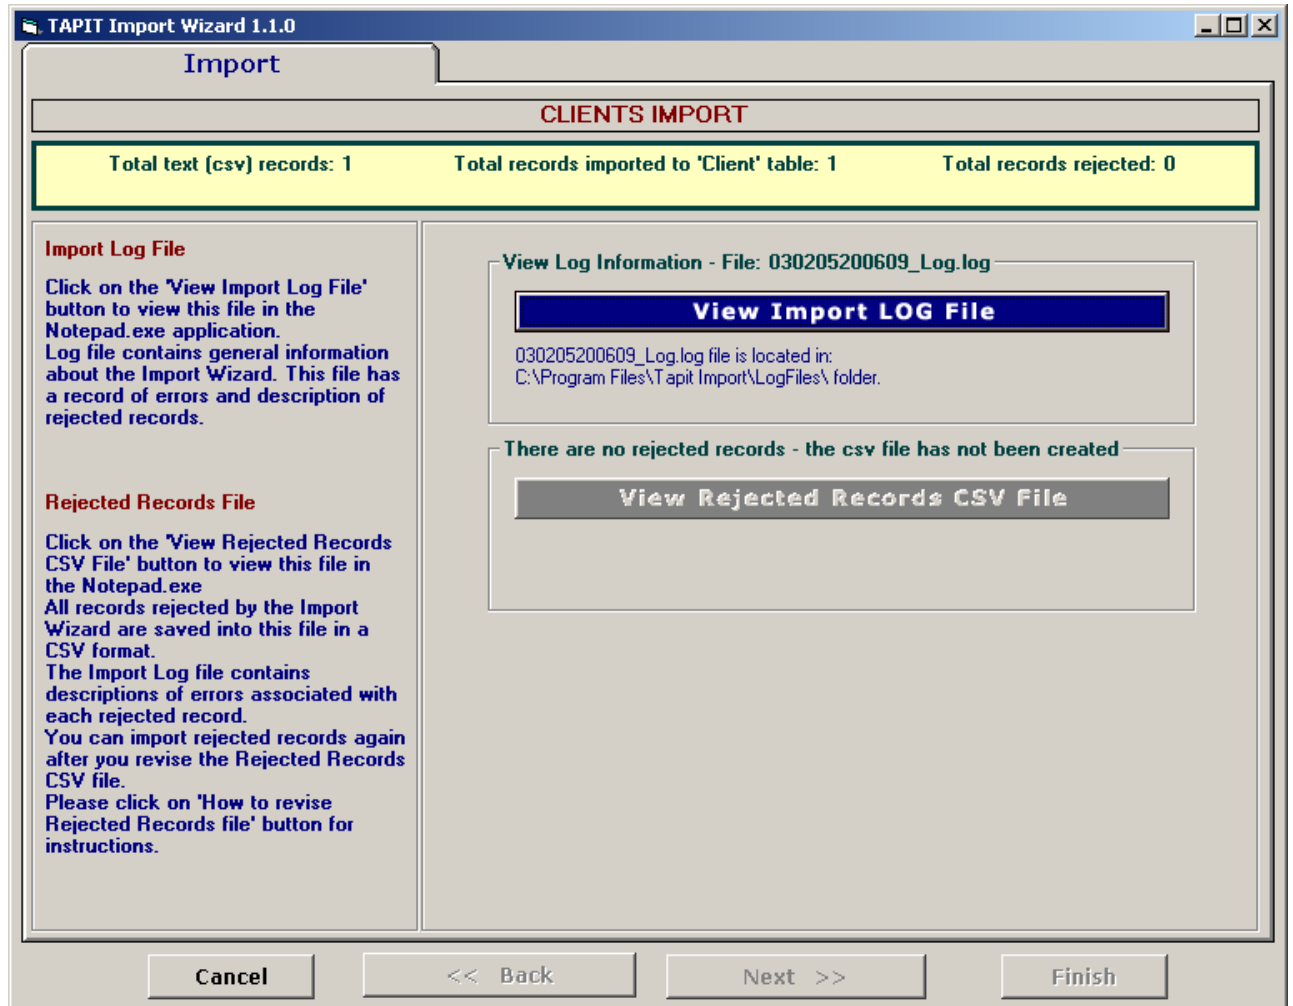 TAPIT Import Wizard 1.1.0
Import
CLIENTS IMPORT
Total text (csv) records: 1 Total records imported to 'Client' table: 1 Total records rejected: 0
Import Log File
Click on the 'View Import Log File'
button to view this file in the
Notepad.exe application.
Log file contains general information
about the Import Wizard. This file has
a record of errors and description of
rejected records.
Rejected Records File
Click on the 'View Rejected Records
CSV File' button to view this file in
the Notepad.exe
All records rejected by the Import
Wizard are saved into this file in a
CSV format.
The Import Log file contains
descriptions of errors associated with
each rejected record.
You can import rejected records again
after you revise the Rejected Records
CSV file.
Please click on 'How to revise
Rejected Records file' button for
instructions.
View Log Information - File: 030205200609_Log.log
View Import LOG File
030205200609_Log.log file is located in:
C:\Program Files\Tapit Import\LogFiles\ folder.
There are no rejected records - the csv file has not been created
View Rejected Records CSV File
Cancel << Back Next >> Finish